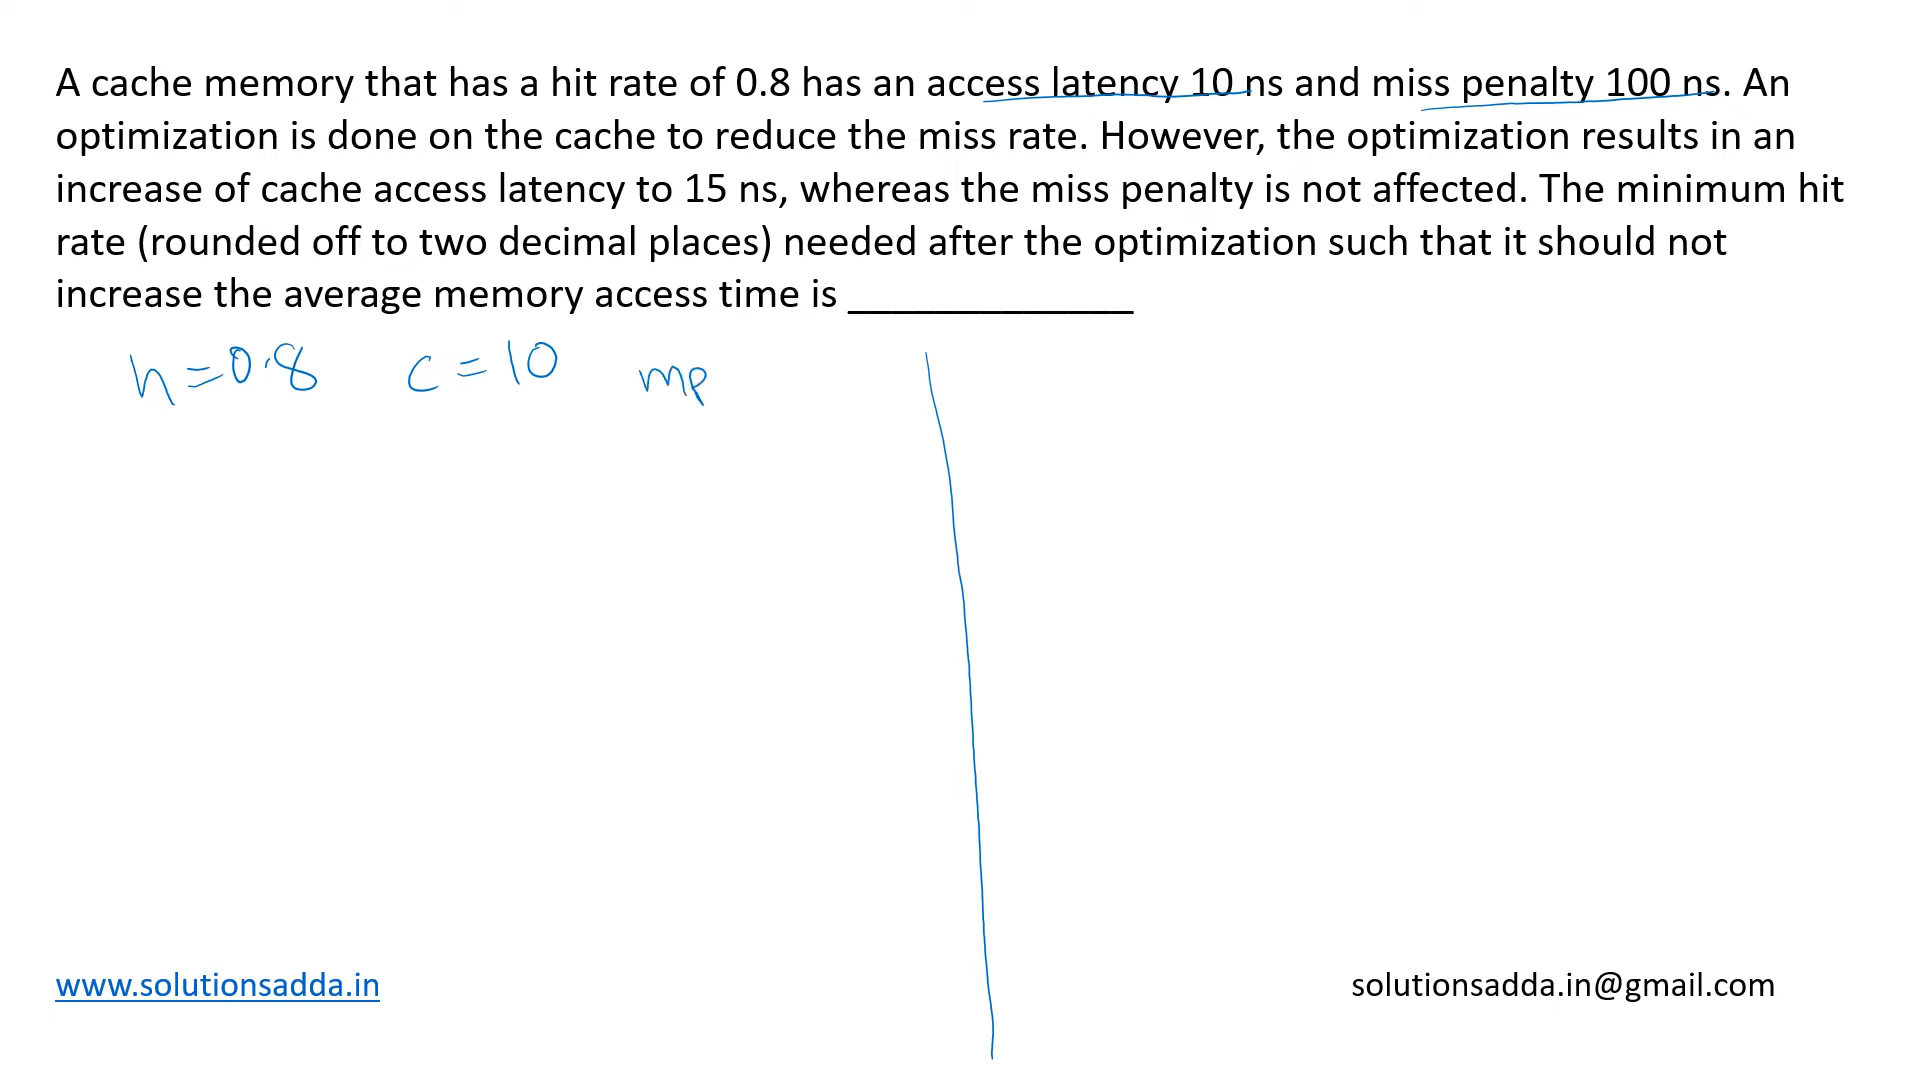 A cache memory that has a hit rate of 0.8 has an access latency 10 ns and miss penalty 100 ns. An
optimization is done on the cache to reduce the miss rate. However, the optimization results in an
increase of cache access latency to 15 ns, whereas the miss penalty is not affected. The minimum hit
rate (rounded off to two decimal places) needed after the optimization such that it should not
increase the average memory access time is _____________
h=0.8 c=10 mp
www.solutionsadda.in solutionsadda.in@gmail.com